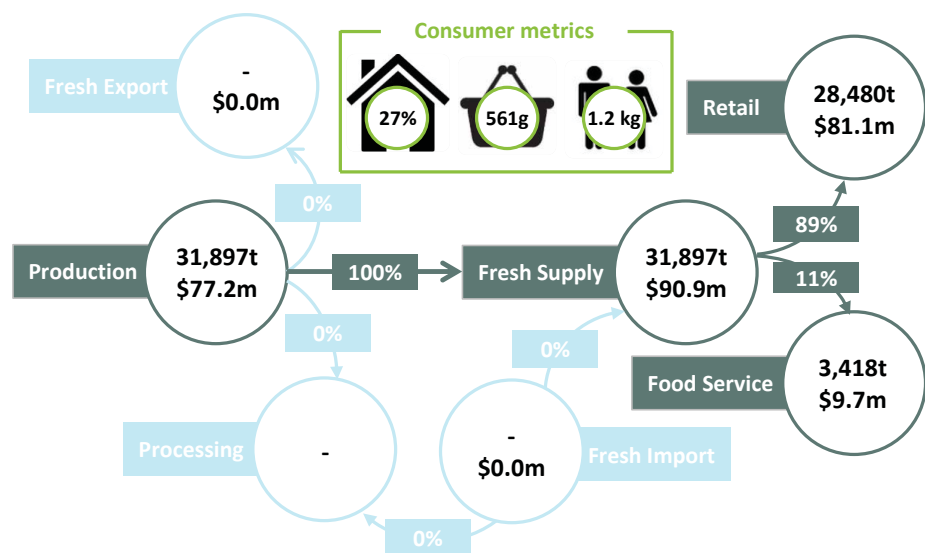 Consumer metrics
27%
561g
1.2 kg
Fresh Export
-
$0.0m
Retail
28,480t
$81.1m
0%
89%
Production
31,897t
$77.2m
100%
Fresh Supply
31,897t
$90.9m
11%
0%
0%
Food Service
3,418t
$9.7m
Processing
-
-
$0.0m
Fresh Import
0%